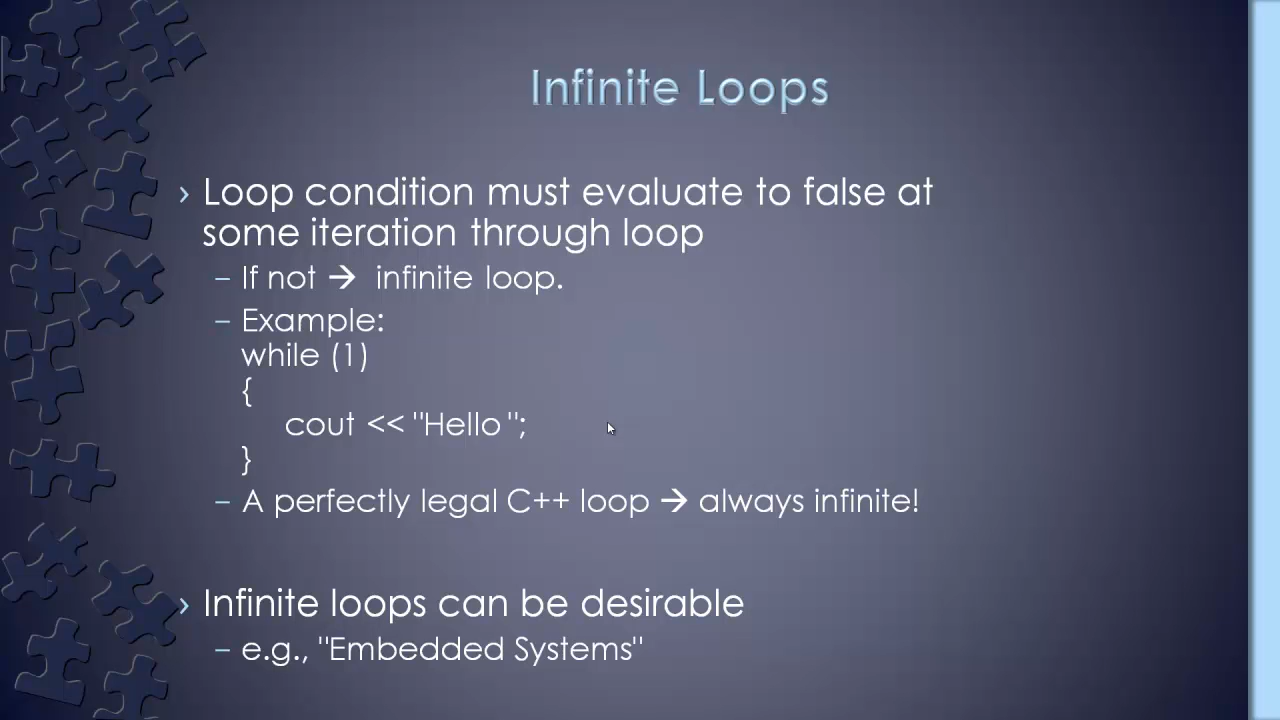 Infinite Loops
› Loop condition must evaluate to false at
some iteration through loop
– If not → infinite loop.
– Example:
while (1)
{
cout << "Hello ";
}
– A perfectly legal C++ loop → always infinite!
› Infinite loops can be desirable
– e.g., "Embedded Systems"